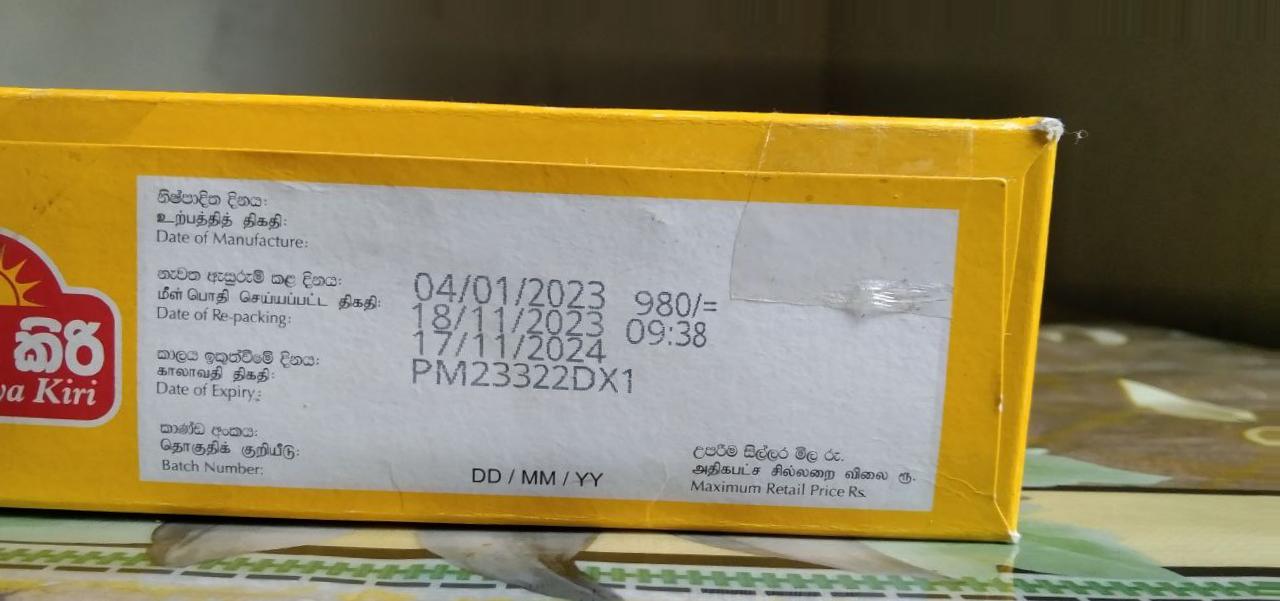 නිෂ්පාදිත දිනය:
உற்பத்தித் திகதி:
Date of Manufacture:
නැවත ඇසුරුම් කළ දිනය:
மீள் பொதி செய்யப்பட்ட திகதி:
Date of Re-packing:
කාලය ඉකුත්වීමේ දිනය:
காலாவதி திகதி:
Date of Expiry:
කාණ්ඩ අංකය:
தொகுதிக் குறியீடு:
Batch Number:
04/01/2023 980/=
18/11/2023 09:38
17/11/2024
PM23322DX1
DD / MM / YY
උපරිම සිල්ලර මිල රු.
அதிகபட்ச சில்லறை விலை ரூ.
Maximum Retail Price Rs.
කිරි
Kiri